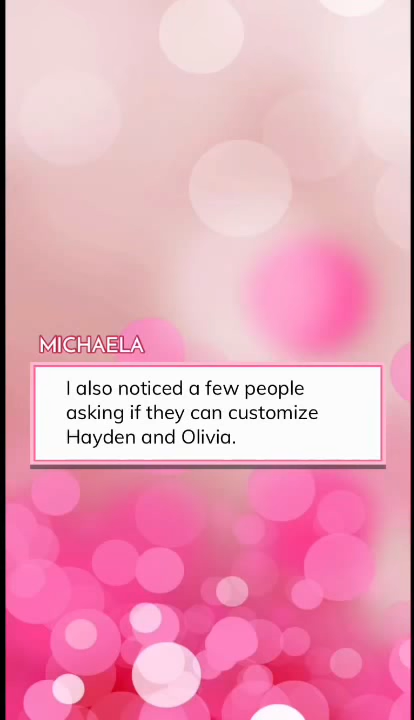 MICHAELA
I also noticed a few people
asking if they can customize
Hayden and Olivia.